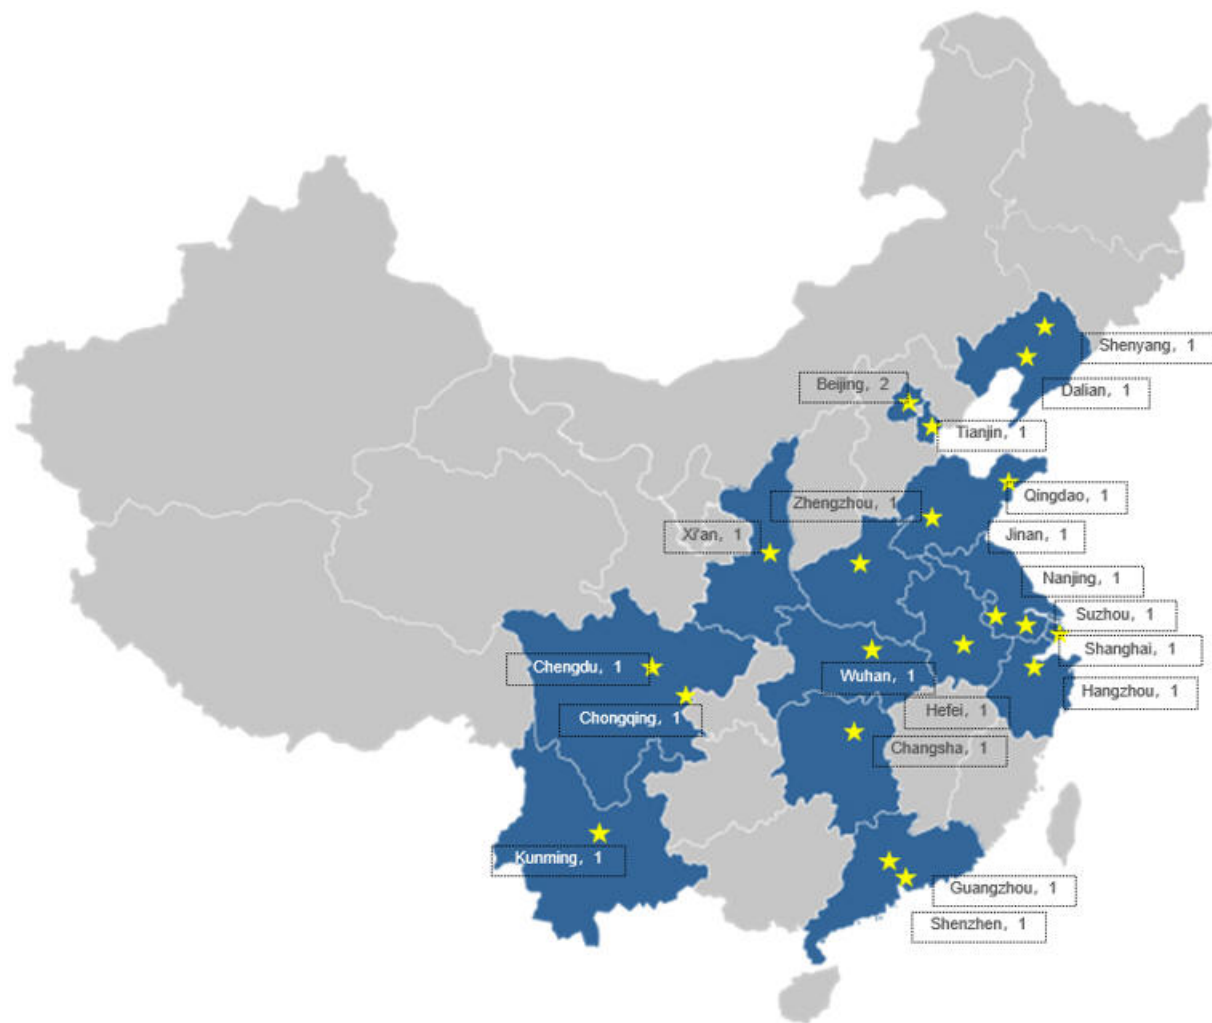 Shenyang, 1
Beijing, 2
Dalian, 1
Tianjin, 1
Qingdao, 1
Zhengzhou, 1
Xi'an, 1
Jinan, 1
Nanjing, 1
Suzhou, 1
Shanghai, 1
Chengdu, 1
Wuhan, 1
Hangzhou, 1
Hefei, 1
Chongqing, 1
Changsha, 1
Kunming, 1
Guangzhou, 1
Shenzhen, 1